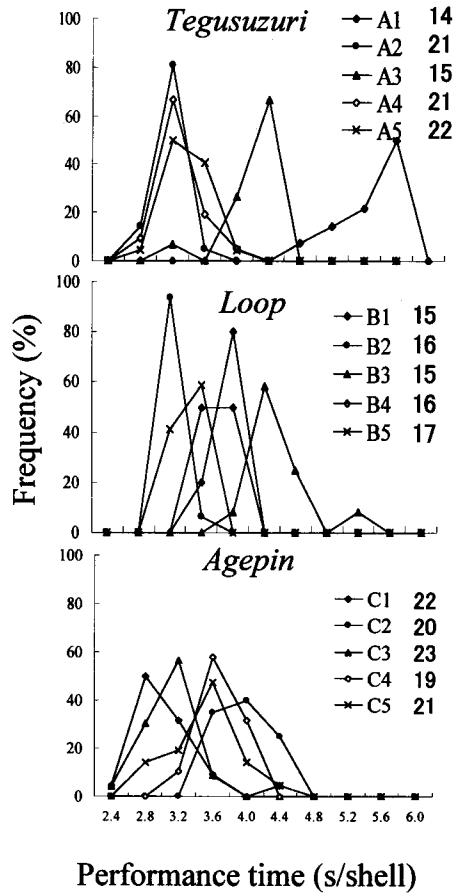 Tegusuzuri
100
80
60
40
20
0
A1 14
A2 21
A3 15
A4 21
A5 22
Loop
100
80
60
40
20
0
B1 15
B2 16
B3 15
B4 16
B5 17
Agepin
100
80
60
40
20
0
C1 22
C2 20
C3 23
C4 19
C5 21
2.4 2.8 3.2 3.6 4.0 4.4 4.8 5.2 5.6 6.0
Frequency (%)
Performance time (s/shell)